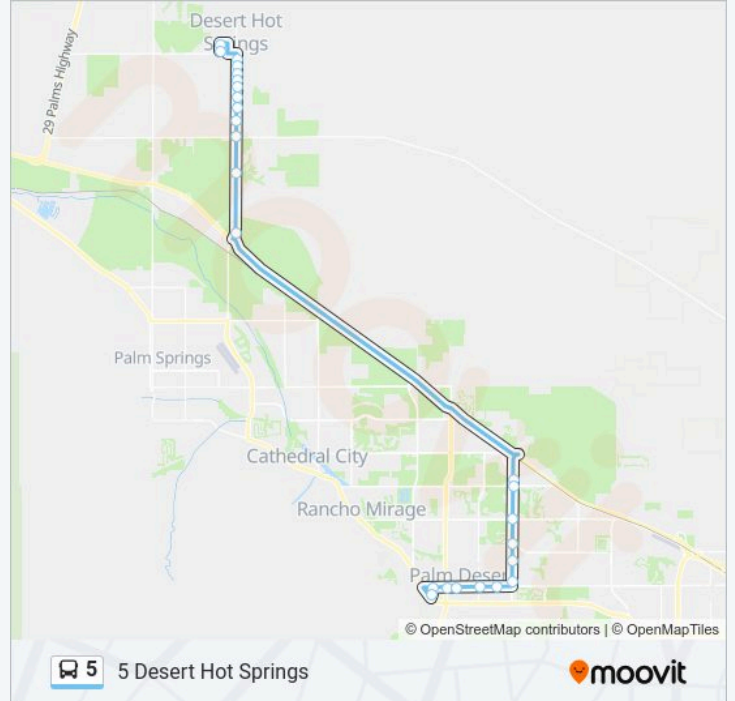 Desert Hot
Springs
29 Palms Highway
Palm Springs
Cathedral City
Rancho Mirage
Palm Desert
© OpenStreetMap contributors | © OpenMapTiles
5
5 Desert Hot Springs
moovit